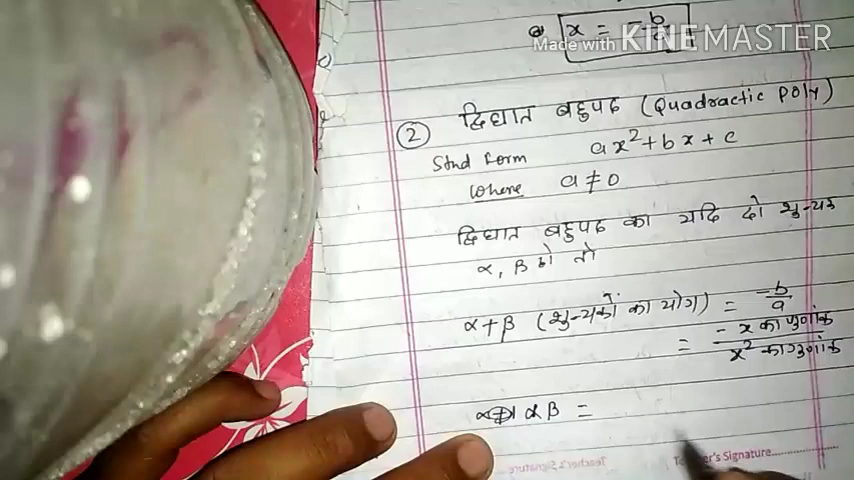 x = -b
Made with KINEMASTER
② द्विघात बहुपद (Quadractic Poly)
Stnd form ax²+bx+c
where a≠0
द्विघात बहुपद का यदि दो शुन्यक
α, β हो तो
α+β (शुन्यकों का योग) = -b/a
= -x का गुणांक / x² का गुणांक
αβ =
Teacher's Signature
Teacher's Signature